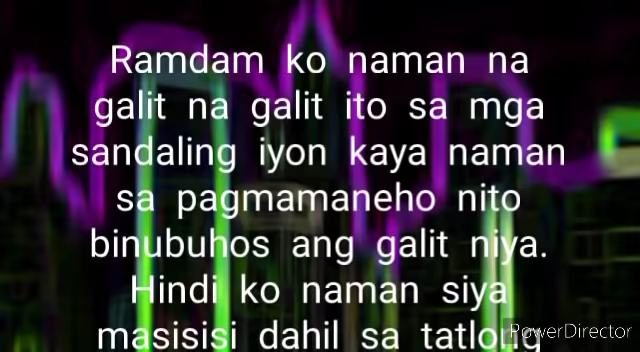 Ramdam ko naman na
galit na galit ito sa mga
sandaling iyon kaya naman
sa pagmamaneho nito
binubuhos ang galit niya.
Hindi ko naman siya
masisisi dahil sa tatlong
PowerDirector